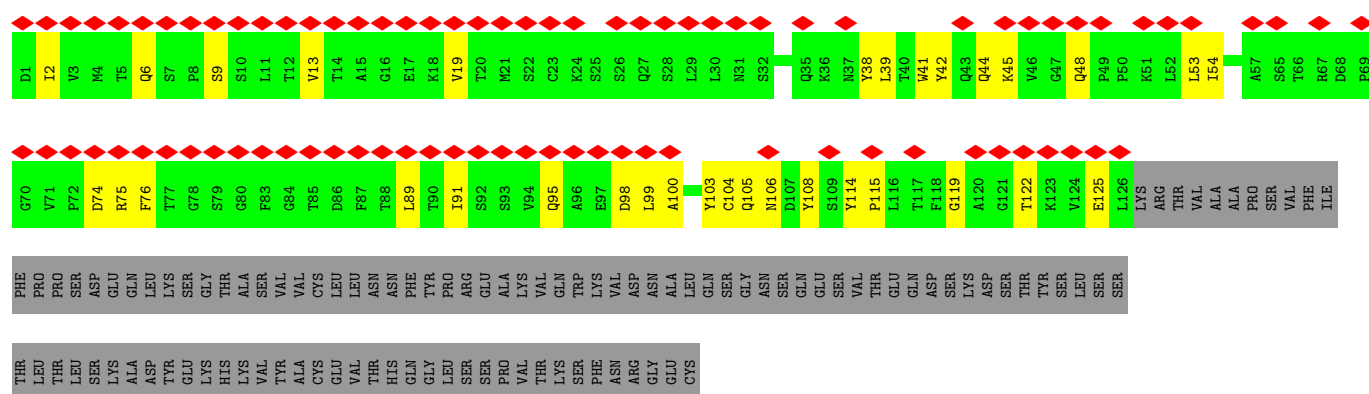 D1 I2 V3 M4 T5 Q6 S7 P8 S9 S10 L11 T12 V13 T14 A15 G16 E17 K18 V19 T20 M21 S22 C23 K24 S25 S26 Q27 S28 L29 L30 N31 S32 Q35 K36 N37 Y38 L39 T40 W41 Y42 Q43 Q44 K45 V46 G47 Q48 P49 P50 K51 L52 L53 I54 A57 S65 T66 R67 D68 P69
G70 V71 P72 D74 R75 F76 T77 G78 S79 G80 F83 G84 T85 D86 F87 T88 L89 T90 I91 S92 S93 V94 Q95 A96 E97 D98 L99 A100 Y103 C104 Q105 N106 D107 Y108 S109 Y114 P115 L116 T117 F118 G119 A120 G121 T122 K123 V124 E125 L126 LYS ARG THR VAL ALA ALA PRO SER VAL PHE ILE
PHE PRO PRO SER ASP GLU GLN LEU LYS SER GLY THR ALA SER VAL VAL CYS LEU LEU ASN ASN PHE TYR PRO ARG GLU ALA LYS VAL GLN TRP LYS VAL ASP ASN ALA LEU GLN SER GLY ASN SER GLN GLU SER VAL THR GLU GLN ASP SER LYS ASP SER THR TYR SER LEU SER SER
THR LEU THR LEU SER LYS ALA ASP TYR GLU LYS HIS LYS VAL TYR ALA CYS GLU VAL THR HIS GLN GLY LEU SER SER PRO VAL THR LYS SER PHE ASN ARG GLY GLU CYS